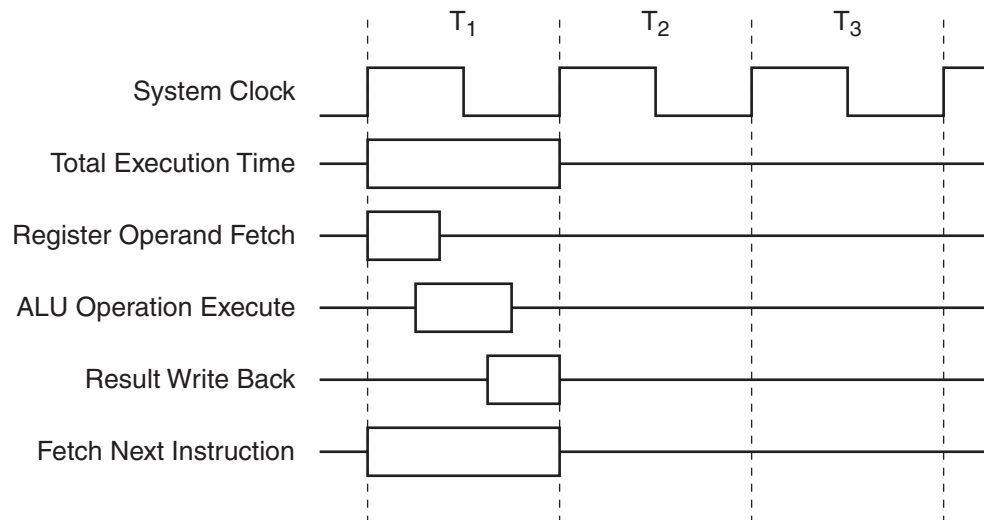 T₁ T₂ T₃
System Clock
Total Execution Time
Register Operand Fetch
ALU Operation Execute
Result Write Back
Fetch Next Instruction